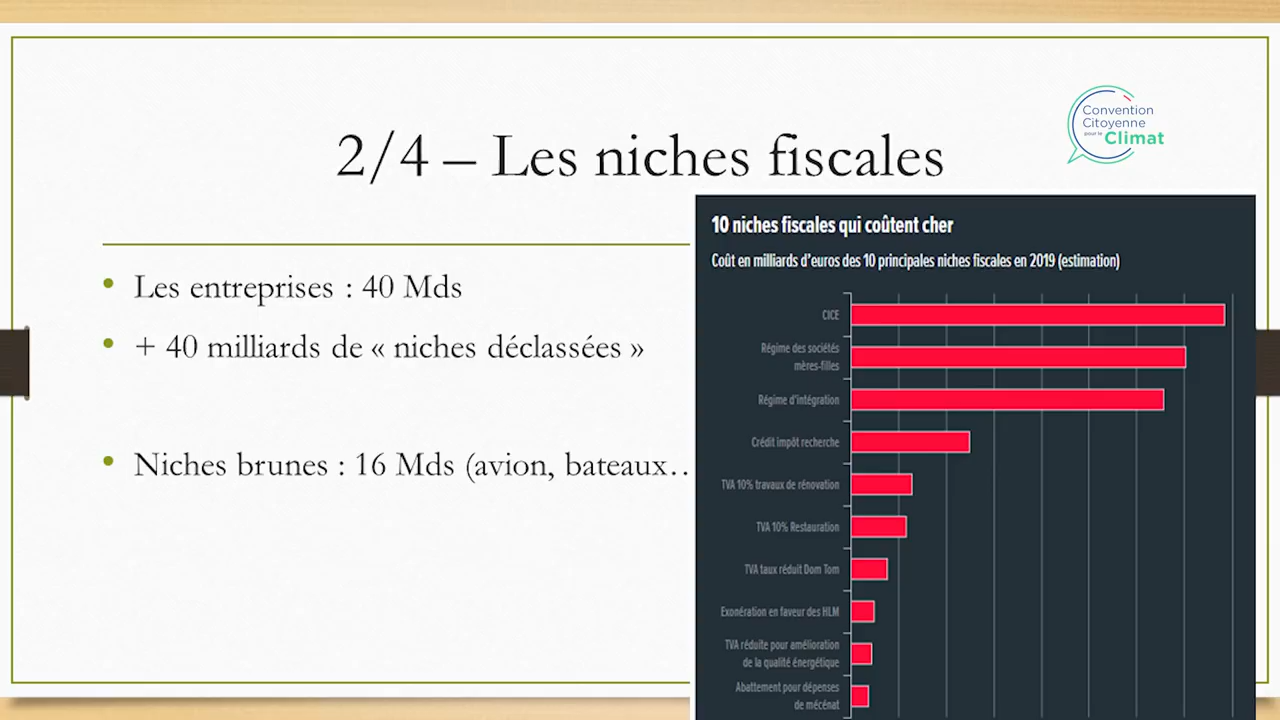 Convention
Citoyenne
pour le Climat
2/4 – Les niches fiscales
• Les entreprises : 40 Mds
• + 40 milliards de « niches déclassées »
• Niches brunes : 16 Mds (avion, bateaux…
10 niches fiscales qui coûtent cher
Coût en milliards d'euros des 10 principales niches fiscales en 2019 (estimation)
CICE
Régime des sociétés
mères-filles
Régime d'intégration
Crédit impôt recherche
TVA 10% travaux de rénovation
TVA 10% Restauration
TVA taux réduit Dom Tom
Exonération en faveur des HLM
TVA réduite pour amélioration
de la qualité énergétique
Abattement pour dépenses
de mécénat